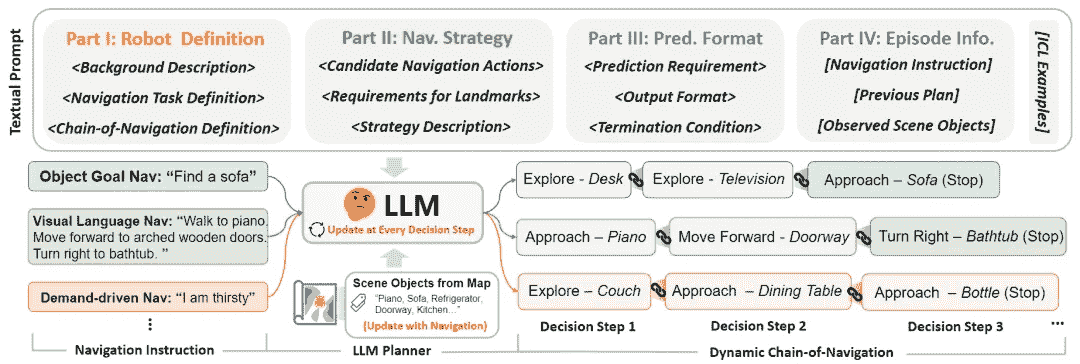 Textual Prompt
Part I: Robot Definition
<Background Description>
<Navigation Task Definition>
<Chain-of-Navigation Definition>
Part II: Nav. Strategy
<Candidate Navigation Actions>
<Requirements for Landmarks>
<Strategy Description>
Part III: Pred. Format
<Prediction Requirement>
<Output Format>
<Termination Condition>
Part IV: Episode Info.
[Navigation Instruction]
[Previous Plan]
[Observed Scene Objects]
[ICL Examples]
Object Goal Nav: “Find a sofa”
Visual Language Nav: “Walk to piano.
Move forward to arched wooden doors.
Turn right to bathtub. ”
Demand-driven Nav: “I am thirsty”
Navigation Instruction
LLM
Update at Every Decision Step
Scene Objects from Map
“Piano, Sofa, Refrigerator,
Doorway, Kitchen…”
(Update with Navigation)
LLM Planner
Explore - Desk
Explore - Television
Approach – Sofa (Stop)
Approach – Piano
Move Forward - Doorway
Turn Right – Bathtub (Stop)
Explore – Couch
Approach – Dining Table
Approach – Bottle (Stop)
Decision Step 1
Decision Step 2
Decision Step 3
...
Dynamic Chain-of-Navigation